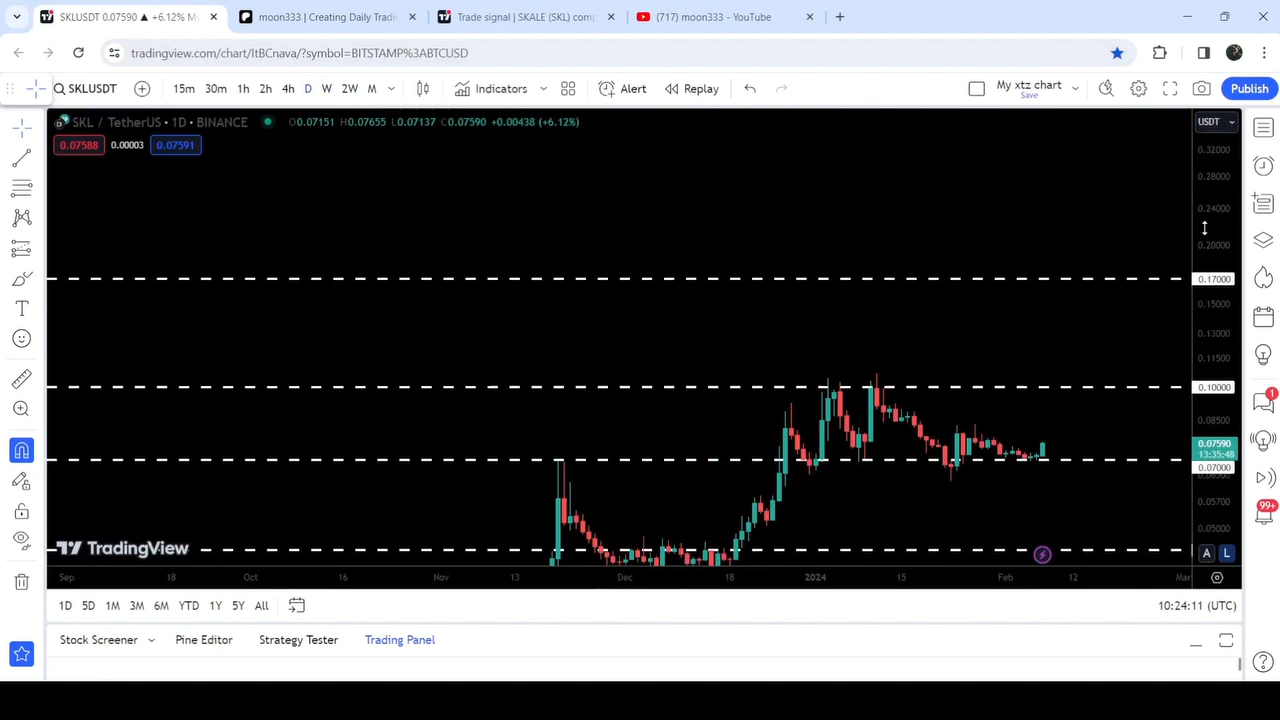 SKLUSDT 0.07590 ▲ +6.12% My
moon333 | Creating Daily Tradin
Trade signal | SKALE (SKL) comp
(717) moon333 - YouTube
tradingview.com/chart/ItBCnava/?symbol=BITSTAMP%3ABTCUSD
SKLUSDT 15m 30m 1h 2h 4h D W 2W M Indicators Alert Replay My xtz chart Publish
Save
SKL / TetherUS • 1D • BINANCE O0.07151 H0.07655 L0.07137 C0.07590 +0.00438 (+6.12%) USDT
0.07588 0.00003 0.07591
0.32000
0.28000
0.24000
0.20000
0.17000
0.15000
0.13000
0.11500
0.10000
1
0.08500
0.07590
13:35:48
0.07000
0.05700
99+
0.05000
TradingView A L
Sep 18 Oct 16 Nov 13 Dec 18 2024 15 Feb 12 Mar
1D 5D 1M 3M 6M YTD 1Y 5Y All 10:24:11 (UTC)
Stock Screener Pine Editor Strategy Tester Trading Panel